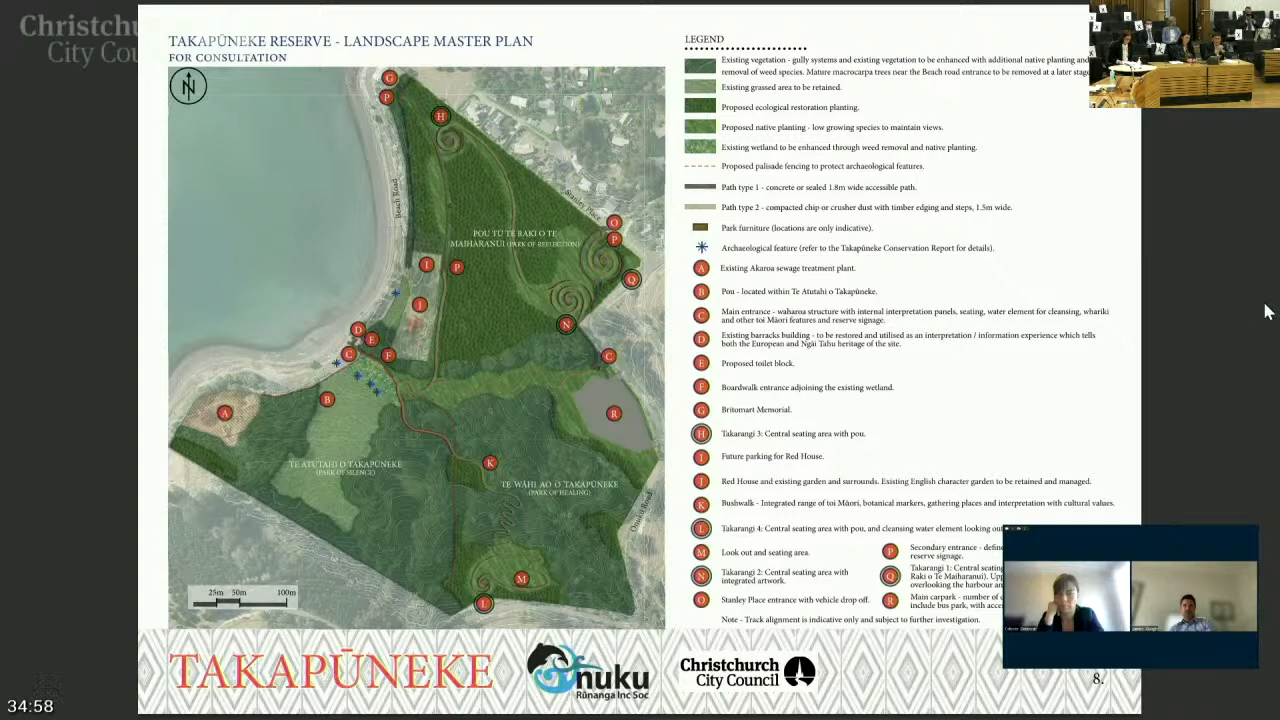 Christchurch
City Cou
TAKAPŪNEKE RESERVE - LANDSCAPE MASTER PLAN
FOR CONSULTATION
N
G
P
H
Beach Road
Stanley Place
POU TŪ TE RAKI O TE
MAIHARANUI (PARK OF REFLECTION)
O
P
Q
I
P
J
N
D
E
C
F
C
A
B
R
TE ATUTAHI O TAKAPŪNEKE
(PARK OF SILENCE)
K
TE WĀHI AO O TAKAPŪNEKE
(PARK OF HEALING)
Onuku Road
M
L
25m 50m 100m
LEGEND
Existing vegetation - gully systems and existing vegetation to be enhanced with additional native planting and
removal of weed species. Mature macrocarpa trees near the Beach road entrance to be removed at a later stage
Existing grassed area to be retained.
Proposed ecological restoration planting.
Proposed native planting - low growing species to maintain views.
Existing wetland to be enhanced through weed removal and native planting.
Proposed palisade fencing to protect archaeological features.
Path type 1 - concrete or sealed 1.8m wide accessible path.
Path type 2 - compacted chip or crusher dust with timber edging and steps, 1.5m wide.
Park furniture (locations are only indicative).
Archaeological feature (refer to the Takapūneke Conservation Report for details).
A Existing Akaroa sewage treatment plant.
B Pou - located within Te Atutahi o Takapūneke.
C Main entrance - waharoa structure with internal interpretation panels, seating, water element for cleansing, whariki
and other toi Māori features and reserve signage.
D Existing barracks building - to be restored and utilised as an interpretation / information experience which tells
both the European and Ngāi Tahu heritage of the site.
E Proposed toilet block.
F Boardwalk entrance adjoining the existing wetland.
G Britomart Memorial.
H Takarangi 3: Central seating area with pou.
I Future parking for Red House.
J Red House and existing garden and surrounds. Existing English character garden to be retained and managed.
K Bushwalk - Integrated range of toi Māori, botanical markers, gathering places and interpretation with cultural values.
L Takarangi 4: Central seating area with pou, and cleansing water element looking ou
M Look out and seating area.
N Takarangi 2: Central seating area with
integrated artwork.
O Stanley Place entrance with vehicle drop off.
P Secondary entrance - define
reserve signage.
Q Takarangi 1: Central seating
Raki o Te Maiharanui). Upp
overlooking the harbour an
R Main carpark - number of c
include bus park, with acces
Note - Track alignment is indicative only and subject to further investigation.
TAKAPŪNEKE
nuku
Rūnanga Inc Soc
Christchurch
City Council
8.
34:58